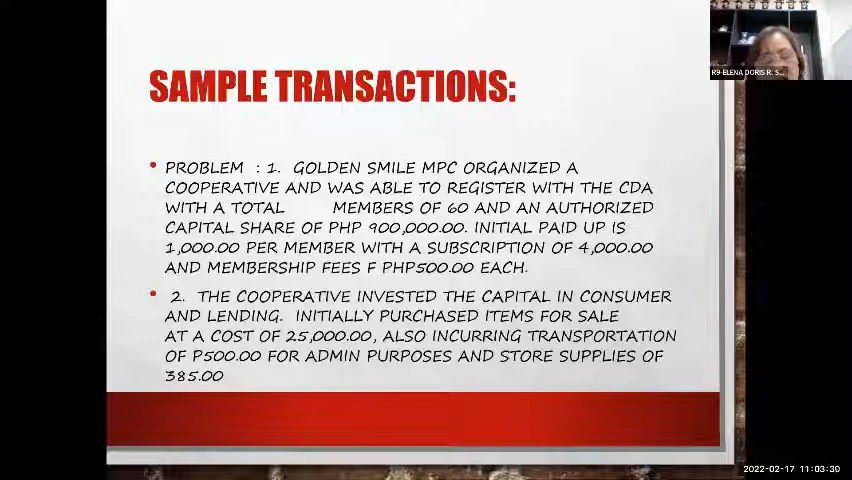 R9-ELENA DORIS R. S...
SAMPLE TRANSACTIONS:
• PROBLEM : 1. GOLDEN SMILE MPC ORGANIZED A
COOPERATIVE AND WAS ABLE TO REGISTER WITH THE CDA
WITH A TOTAL MEMBERS OF 60 AND AN AUTHORIZED
CAPITAL SHARE OF PHP 900,000.00. INITIAL PAID UP IS
1,000.00 PER MEMBER WITH A SUBSCRIPTION OF 4,000.00
AND MEMBERSHIP FEES F PHP500.00 EACH.
• 2. THE COOPERATIVE INVESTED THE CAPITAL IN CONSUMER
AND LENDING. INITIALLY PURCHASED ITEMS FOR SALE
AT A COST OF 25,000.00, ALSO INCURRING TRANSPORTATION
OF P500.00 FOR ADMIN PURPOSES AND STORE SUPPLIES OF
385.00
2022-02-17 11:03:30